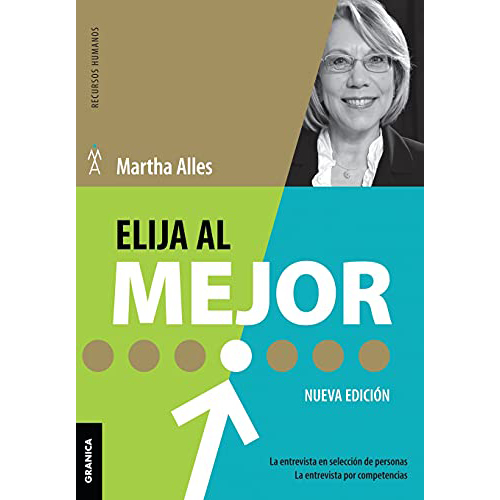 RECURSOS HUMANOS
MA
Martha Alles
ELIJA AL
MEJOR
NUEVA EDICIÓN
La entrevista en selección de personas
La entrevista por competencias
GRANICA